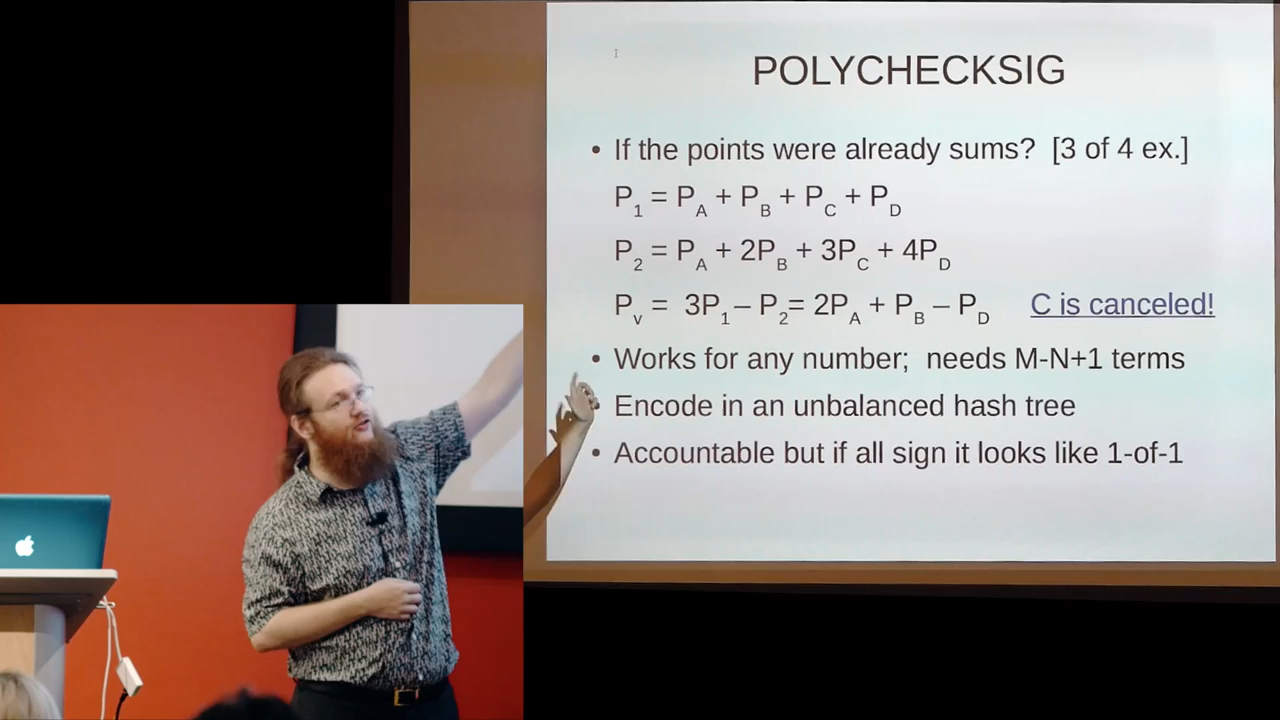 POLYCHECKSIG
• If the points were already sums? [3 of 4 ex.]
P₁ = P_A + P_B + P_C + P_D
P₂ = P_A + 2P_B + 3P_C + 4P_D
Pᵥ = 3P₁ – P₂= 2P_A + P_B – P_D C is canceled!
• Works for any number; needs M-N+1 terms
• Encode in an unbalanced hash tree
• Accountable but if all sign it looks like 1-of-1